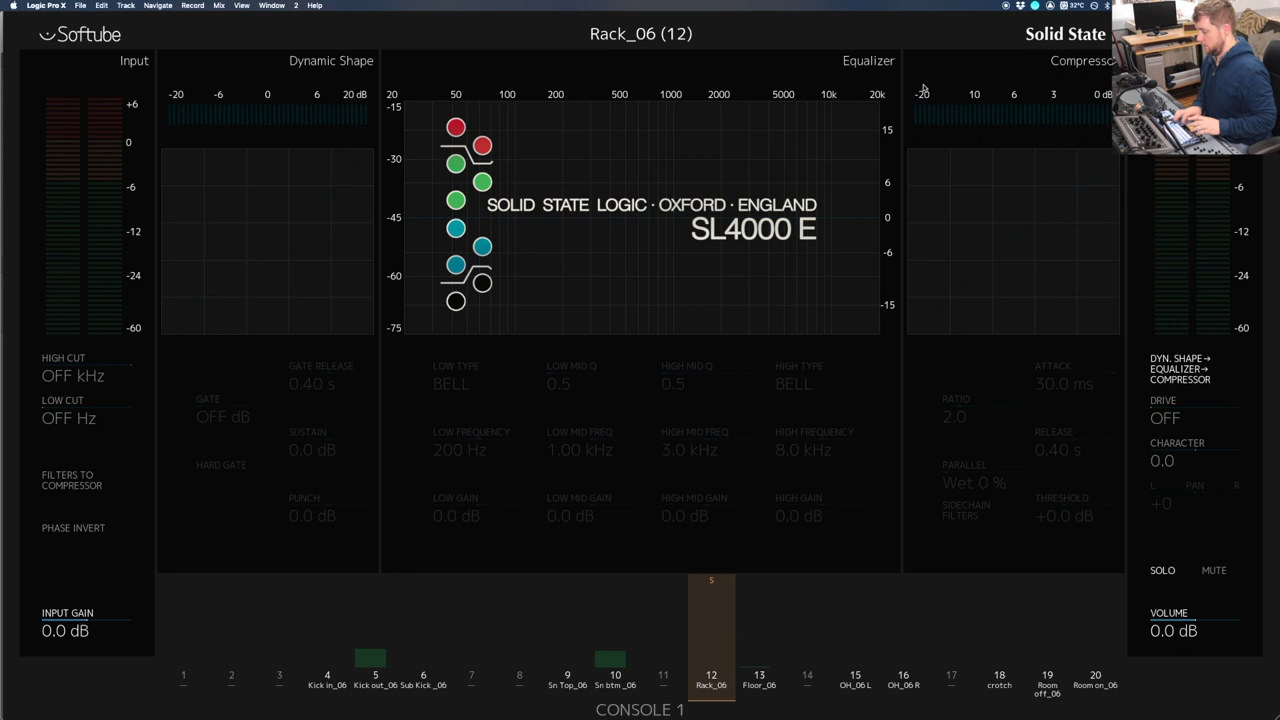 Logic Pro X File Edit Track Navigate Record Mix View Window 2 Help
32°C
Softube
Rack_06 (12)
Solid State
Input
Dynamic Shape
Equalizer
Compresso
-20 -6 0 6 20 dB
20 50 100 200 500 1000 2000 5000 10k 20k
-20 10 6 3 0 dB
+6
0
-6
-12
-24
-60
-15
-30
-45
-60
-75
15
6
0
-6
-15
SOLID STATE LOGIC · OXFORD · ENGLAND
SL4000 E
-6
-12
-24
-60
HIGH CUT
OFF kHz
LOW CUT
OFF Hz
FILTERS TO
COMPRESSOR
PHASE INVERT
INPUT GAIN
0.0 dB
GATE RELEASE
0.40 s
GATE
OFF dB
SUSTAIN
0.0 dB
HARD GATE
PUNCH
0.0 dB
LOW TYPE
BELL
LOW MID Q
0.5
HIGH MID Q
0.5
HIGH TYPE
BELL
LOW FREQUENCY
200 Hz
LOW MID FREQ
1.00 kHz
HIGH MID FREQ
3.0 kHz
HIGH FREQUENCY
8.0 kHz
LOW GAIN
0.0 dB
LOW MID GAIN
0.0 dB
HIGH MID GAIN
0.0 dB
HIGH GAIN
0.0 dB
ATTACK
30.0 ms
RATIO
2.0
RELEASE
0.40 s
PARALLEL
Wet 0 %
SIDECHAIN
FILTERS
THRESHOLD
+0.0 dB
DYN. SHAPE→
EQUALIZER→
COMPRESSOR
DRIVE
OFF
CHARACTER
0.0
L PAN R
+0
SOLO MUTE
VOLUME
0.0 dB
S
1 2 3 4 5 6 7 8 9 10 11 12 13 14 15 16 17 18 19 20
Kick in_06 Kick out_06 Sub Kick _06 Sn Top_06 Sn btm _06 Rack_06 Floor_06 OH_06 L OH_06 R crotch Room off_06 Room on_06
CONSOLE 1